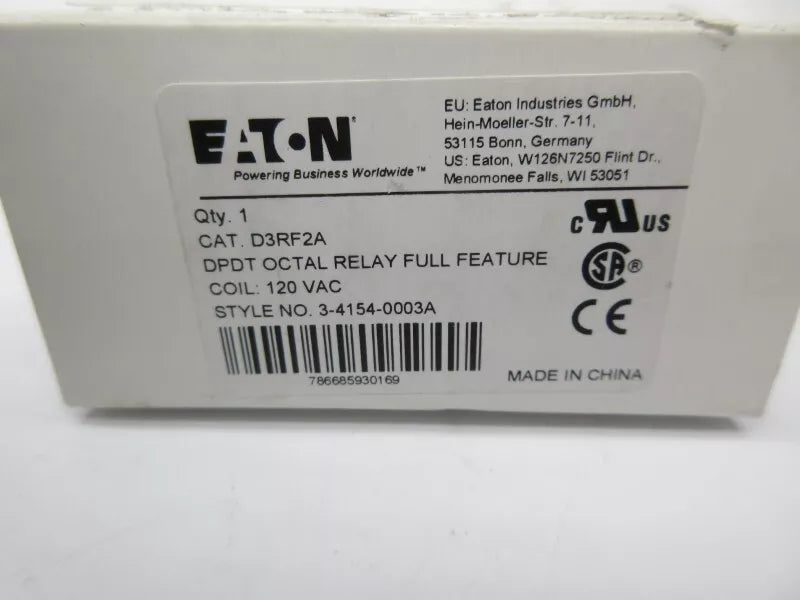 EATON
Powering Business Worldwide™
EU: Eaton Industries GmbH,
Hein-Moeller-Str. 7-11,
53115 Bonn, Germany
US: Eaton, W126N7250 Flint Dr.,
Menomonee Falls, WI 53051
Qty. 1
CAT. D3RF2A
DPDT OCTAL RELAY FULL FEATURE
COIL: 120 VAC
STYLE NO. 3-4154-0003A
786685930169
C RU US
SA ®
CE
MADE IN CHINA